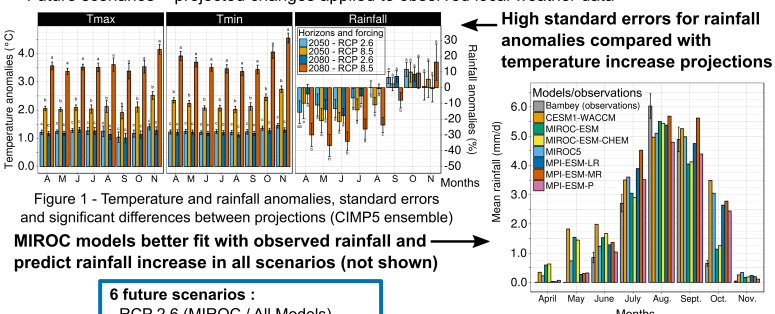 Future scenarios – projected changes applied to observed local weather data
Tmax
Tmin
Rainfall
Temperature anomalies (°C)
4.0
3.0
2.0
1.0
0.0
Horizons and forcing
2050 - RCP 2.6
2050 - RCP 8.5
2080 - RCP 2.6
2080 - RCP 8.5
30
20
10
0
-10
-20
-30
-40
-50
Rainfall anomalies (%)
A M J J A S O N
A M J J A S O N
A M J J A S O N
Months
Figure 1 - Temperature and rainfall anomalies, standard errors
and significant differences between projections (CIMP5 ensemble)
High standard errors for rainfall
anomalies compared with
temperature increase projections
MIROC models better fit with observed rainfall and
predict rainfall increase in all scenarios (not shown)
Mean rainfall (mm/d)
6.0
5.0
4.0
3.0
2.0
1.0
0.0
Models/observations
Bambey (observations)
CESM1-WACCM
MIROC-ESM
MIROC-ESM-CHEM
MIROC5
MPI-ESM-LR
MPI-ESM-MR
MPI-ESM-P
April May June July Aug. Sept. Oct. Nov.
Months
6 future scenarios :
RCP 2.6 (MIROC / All Models)